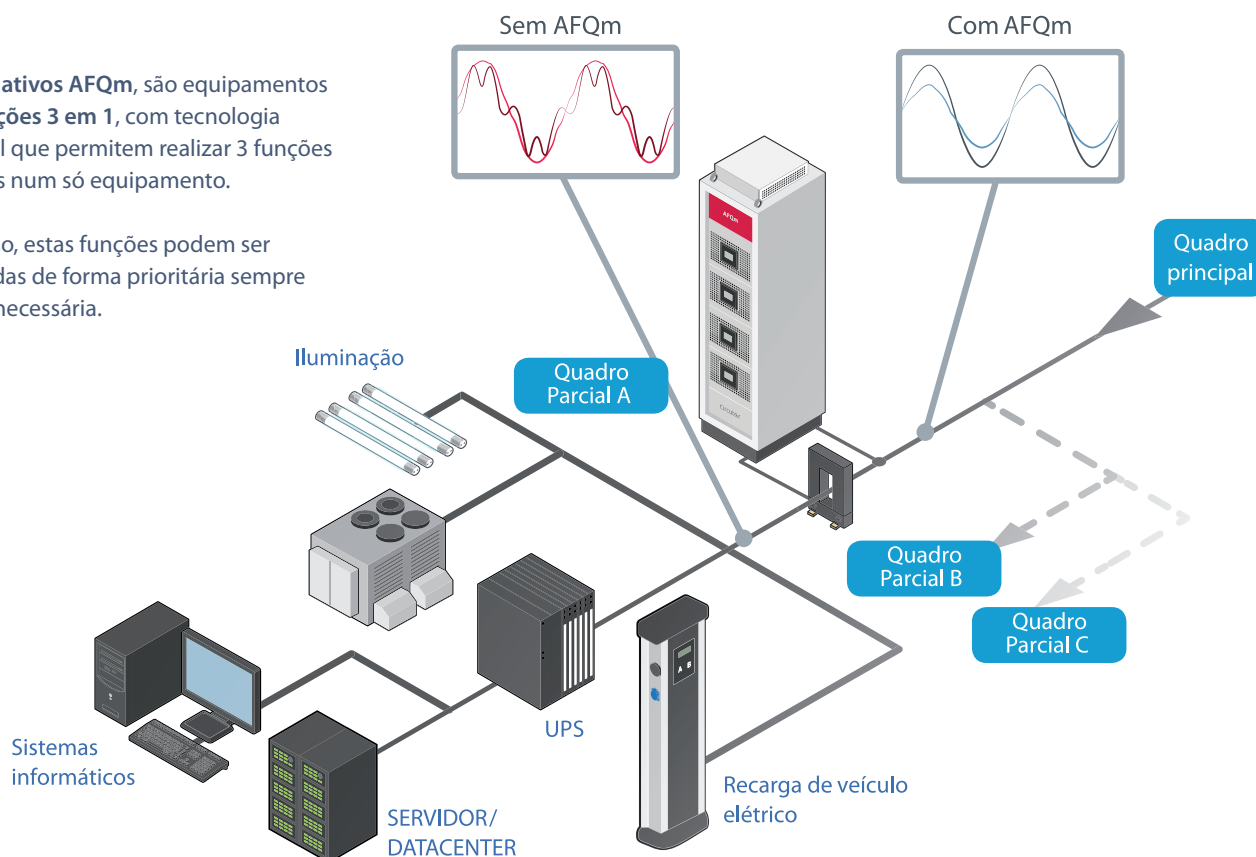 Sem AFQm
Com AFQm
ativos AFQm, são equipamentos
ções 3 em 1, com tecnologia
l que permitem realizar 3 funções
s num só equipamento.
o, estas funções podem ser
das de forma prioritária sempre
necessária.
AFQm
Quadro
principal
Iluminação
Quadro
Parcial A
Circutor
Quadro
Parcial B
Quadro
Parcial C
A B
UPS
Sistemas
informáticos
Recarga de veículo
elétrico
SERVIDOR/
DATACENTER